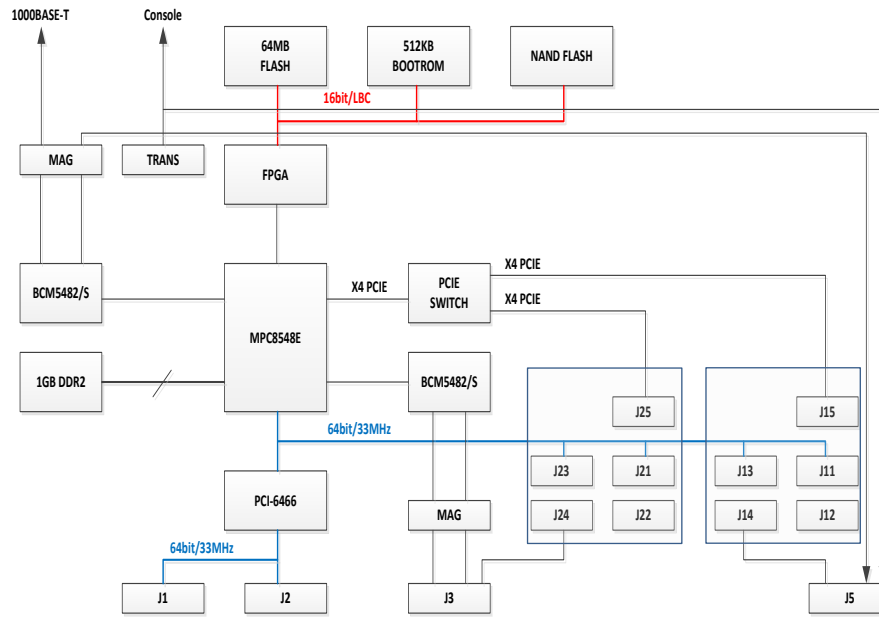 1000BASE-T
Console
64MB
FLASH
512KB
BOOTROM
NAND FLASH
16bit/LBC
MAG
TRANS
FPGA
BCM5482/S
MPC8548E
X4 PCIE
PCIE
SWITCH
X4 PCIE
X4 PCIE
1GB DDR2
BCM5482/S
J25
J15
64bit/33MHz
J23
J21
J13
J11
PCI-6466
MAG
J24
J22
J14
J12
64bit/33MHz
J1
J2
J3
J5